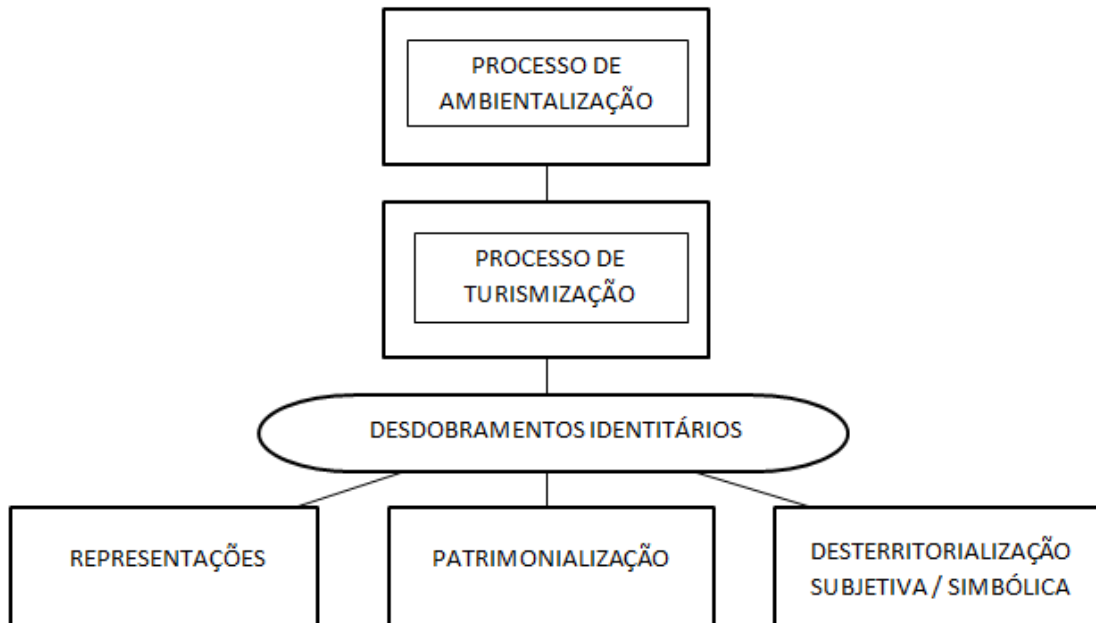 PROCESSO DE
AMBIENTALIZAÇÃO
PROCESSO DE
TURISMIZAÇÃO
DESDOBRAMENTOS IDENTITÁRIOS
REPRESENTAÇÕES
PATRIMONIALIZAÇÃO
DESTERRITORIALIZAÇÃO
SUBJETIVA / SIMBÓLICA